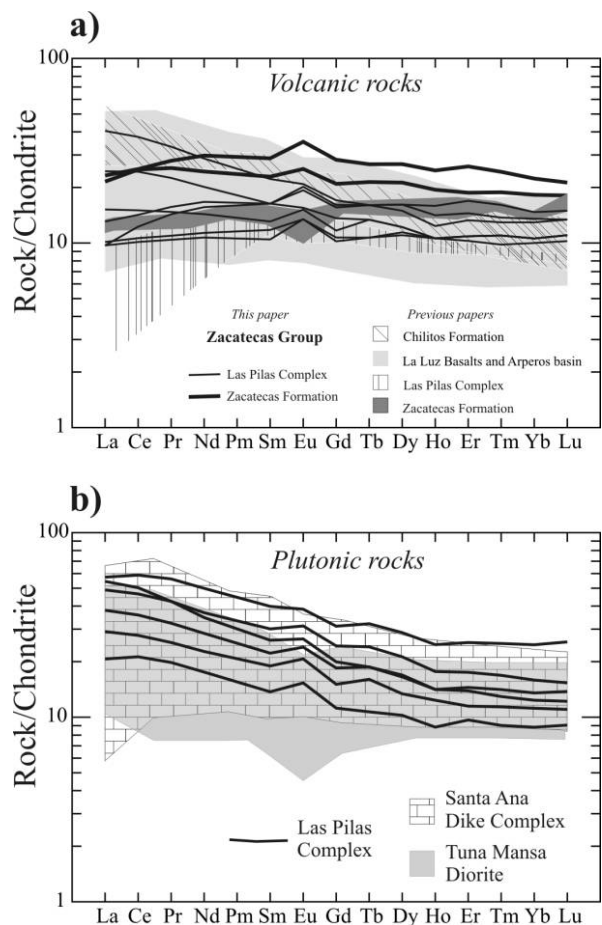 a)
100
Volcanic rocks
Rock/Chondrite
10
This paper
Previous papers
Zacatecas Group
Chilitos Formation
La Luz Basalts and Arperos basin
Las Pilas Complex
Las Pilas Complex
Zacatecas Formation
Zacatecas Formation
1
La Ce Pr Nd Pm Sm Eu Gd Tb Dy Ho Er Tm Yb Lu
b)
100
Plutonic rocks
Rock/Chondrite
10
Las Pilas
Complex
Santa Ana
Dike Complex
Tuna Mansa
Diorite
1
La Ce Pr Nd Pm Sm Eu Gd Tb Dy Ho Er Tm Yb Lu